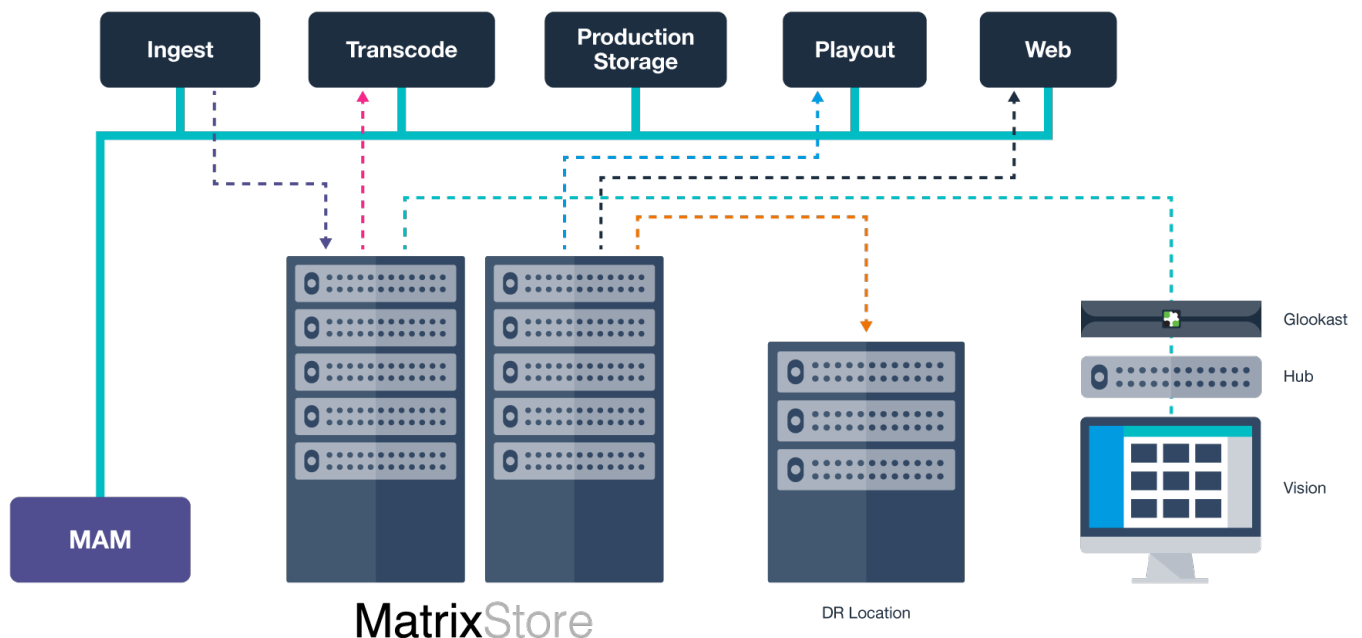 Ingest
Transcode
Production
Storage
Playout
Web
Glookast
Hub
Vision
MAM
MatrixStore
DR Location